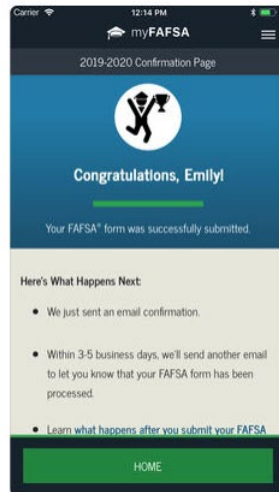 Carrier 12:14 PM
myFAFSA
2019-2020 Confirmation Page
Congratulations, Emily!
Your FAFSA® form was successfully submitted.
Here's What Happens Next:
• We just sent an email confirmation.
• Within 3-5 business days, we'll send another email
to let you know that your FAFSA form has been
processed.
• Learn what happens after you submit your FAFSA
HOME